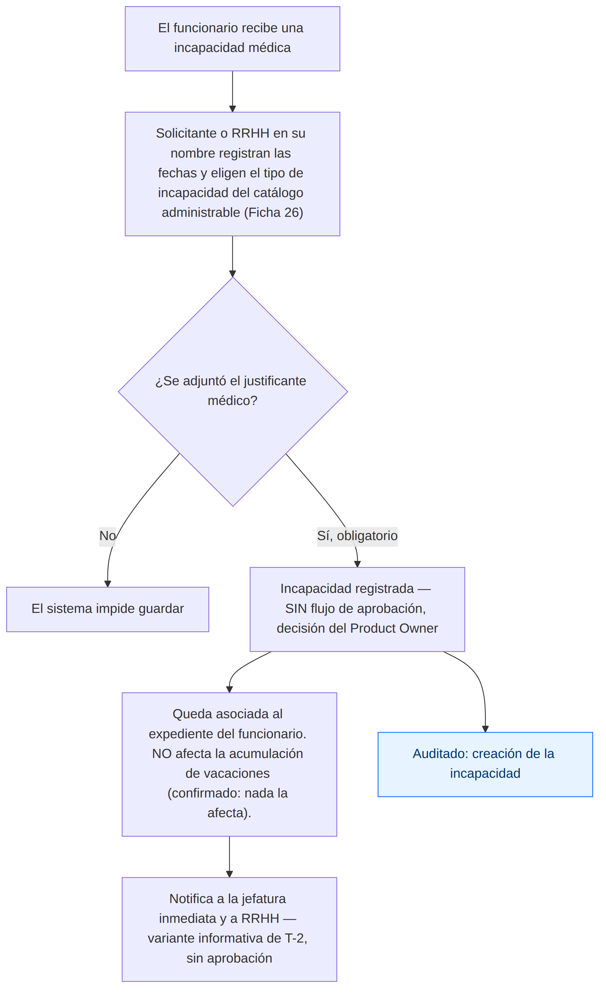 El funcionario recibe una
incapacidad médica
Solicitante o RRHH en su
nombre registran las
fechas y eligen el tipo de
incapacidad del catálogo
administrable (Ficha 26)
¿Se adjuntó el justificante
médico?
No
Sí, obligatorio
El sistema impide guardar
Incapacidad registrada —
SIN flujo de aprobación,
decisión del Product Owner
Queda asociada al
expediente del funcionario.
NO afecta la acumulación
de vacaciones
(confirmado: nada la
afecta).
Auditado: creación de la
incapacidad
Notifica a la jefatura
inmediata y a RRHH —
variante informativa de T-2,
sin aprobación